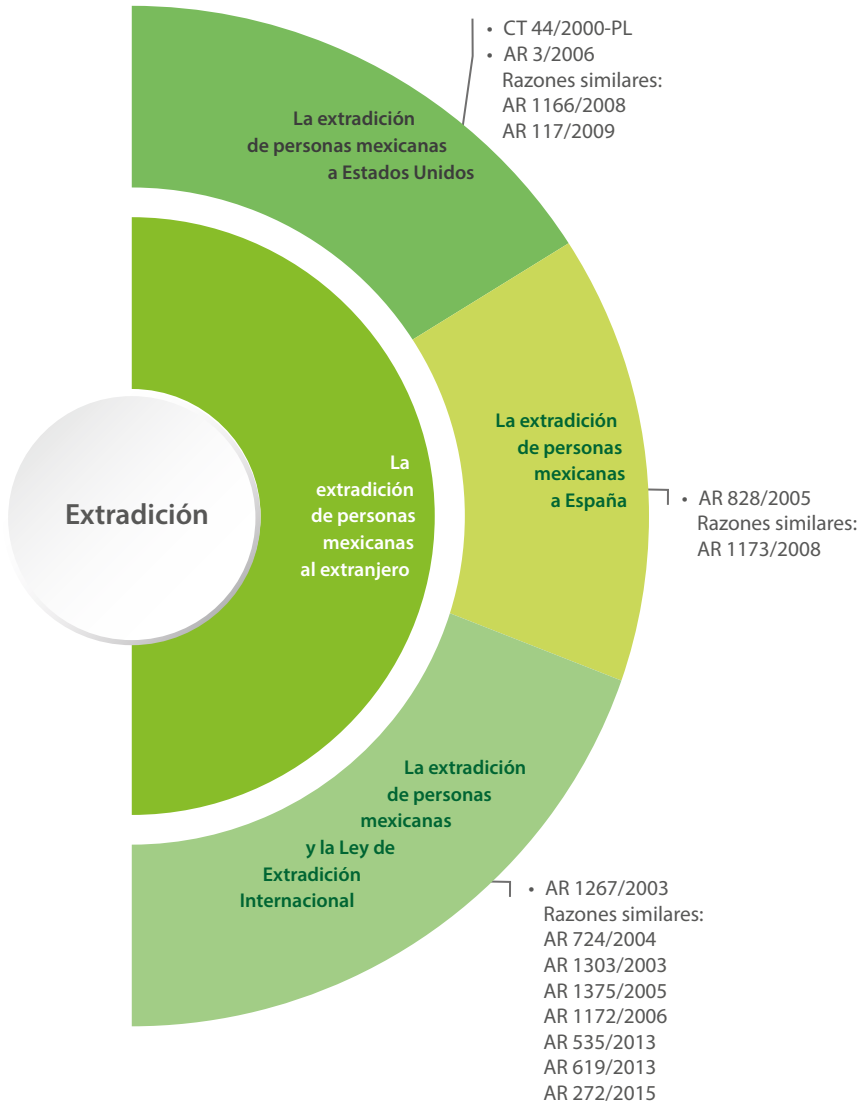 Extradición
La
extradición
de personas
mexicanas
al extranjero
La extradición
de personas mexicanas
a Estados Unidos
• CT 44/2000-PL
• AR 3/2006
Razones similares:
AR 1166/2008
AR 117/2009
La extradición
de personas
mexicanas
a España
• AR 828/2005
Razones similares:
AR 1173/2008
La extradición
de personas
mexicanas
y la Ley de
Extradición
Internacional
• AR 1267/2003
Razones similares:
AR 724/2004
AR 1303/2003
AR 1375/2005
AR 1172/2006
AR 535/2013
AR 619/2013
AR 272/2015